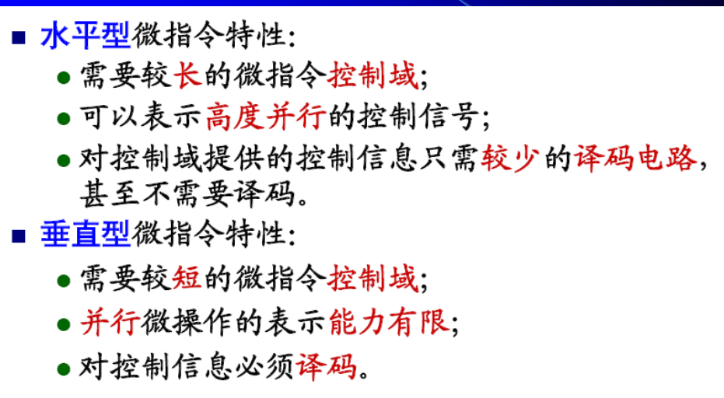 水平型微指令特性：
需要较长的微指令控制域；
可以表示高度并行的控制信号；
对控制域提供的控制信息只需较少的译码电路，
甚至不需要译码。
垂直型微指令特性：
需要较短的微指令控制域；
并行微操作的表示能力有限；
对控制信息必须译码。